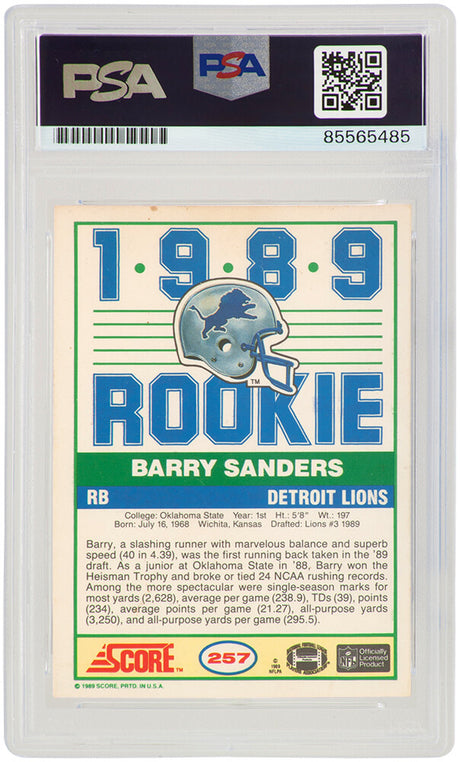 PSA PSA
85565485
1•9•8•9
TM
ROOKIE
BARRY SANDERS
RB DETROIT LIONS
College: Oklahoma State Year: 1st Ht.: 5'8" Wt.: 197
Born: July 16, 1968 Wichita, Kansas Drafted: Lions #3 1989
Barry, a slashing runner with marvelous balance and superb
speed (40 in 4.39), was the first running back taken in the '89
draft. As a junior at Oklahoma State in '88, Barry won the
Heisman Trophy and broke or tied 24 NCAA rushing records.
Among the more spectacular were single-season marks for
most yards (2,628), average per game (238.9), TDs (39), points
(234), average points per game (21.27), all-purpose yards
(3,250), and all-purpose yards per game (295.5).
SCORE™ 257 © 1989 NFLPA NFL Officially Licensed Product
© 1989 SCORE, PRTD. IN U.S.A.